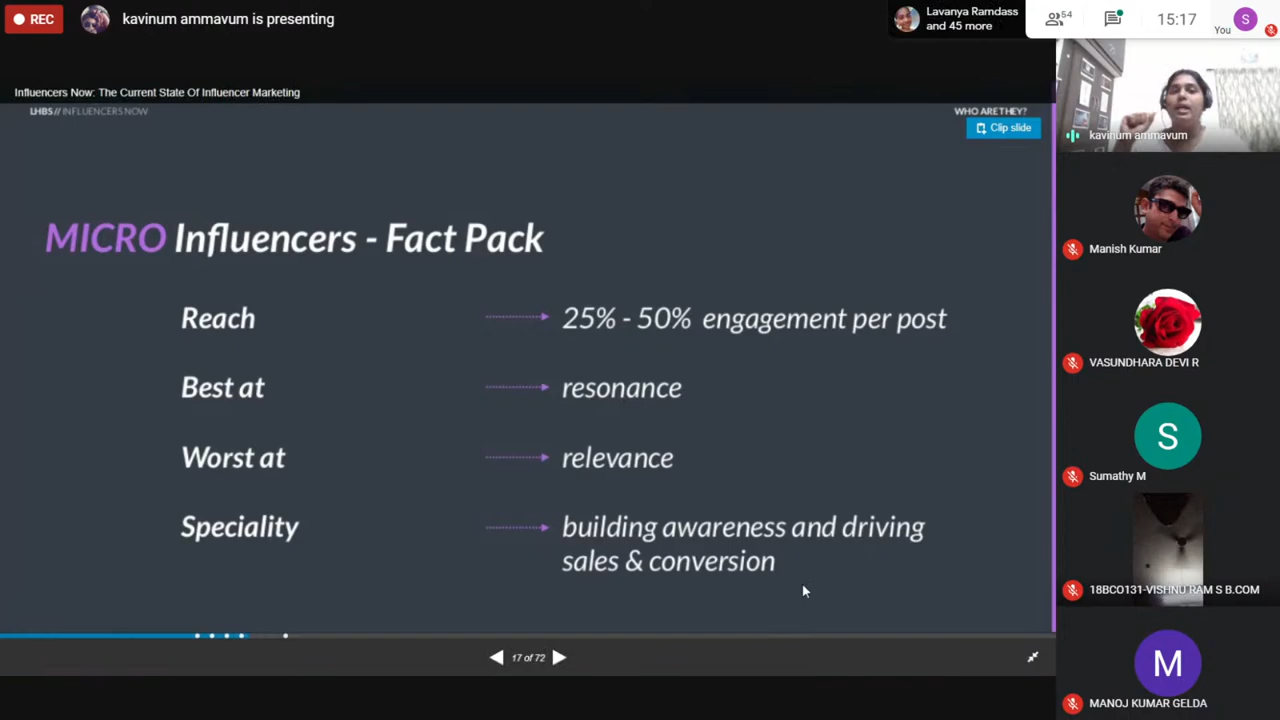 REC
kavinum ammavum is presenting
Lavanya Ramdass
and 45 more
54
15:17
You
S
Influencers Now: The Current State Of Influencer Marketing
LHBS// INFLUENCERS NOW
WHO ARE THEY?
Clip slide
MICRO Influencers - Fact Pack
Reach
25% - 50% engagement per post
Best at
resonance
Worst at
relevance
Speciality
building awareness and driving
sales & conversion
17 of 72
kavinum ammavum
Manish Kumar
VASUNDHARA DEVI R
S
Sumathy M
18BCO131-VISHNU RAM S B.COM
M
MANOJ KUMAR GELDA